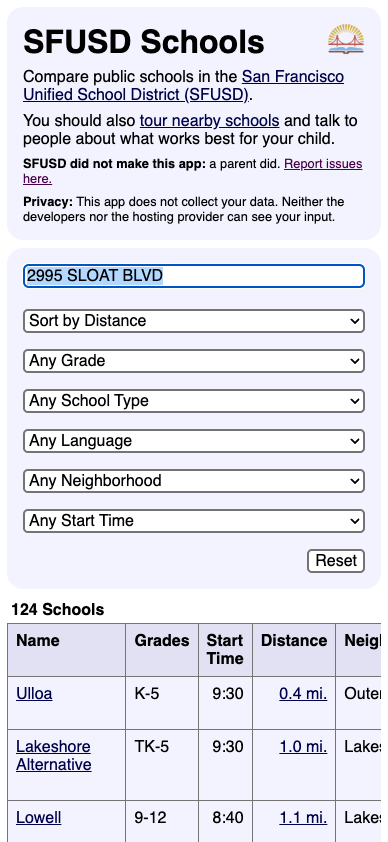 SFUSD Schools
Compare public schools in the San Francisco
Unified School District (SFUSD).
You should also tour nearby schools and talk to
people about what works best for your child.
SFUSD did not make this app: a parent did. Report issues
here.
Privacy: This app does not collect your data. Neither the
developers nor the hosting provider can see your input.
2995 SLOAT BLVD
Sort by Distance
Any Grade
Any School Type
Any Language
Any Neighborhood
Any Start Time
Reset
124 Schools
Name Grades Start Distance Neig
Time
Ulloa K-5 9:30 0.4 mi. Outer
Lakeshore TK-5 9:30 1.0 mi. Lakes
Alternative
Lowell 9-12 8:40 1.1 mi. Lakes